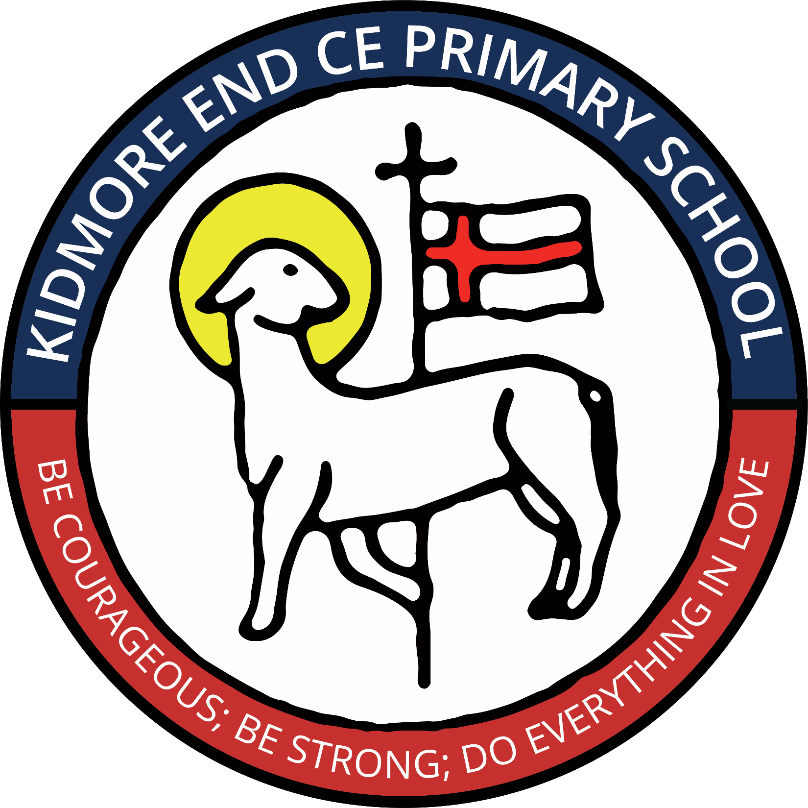 KIDMORE END CE PRIMARY SCHOOL
BE COURAGEOUS; BE STRONG; DO EVERYTHING IN LOVE